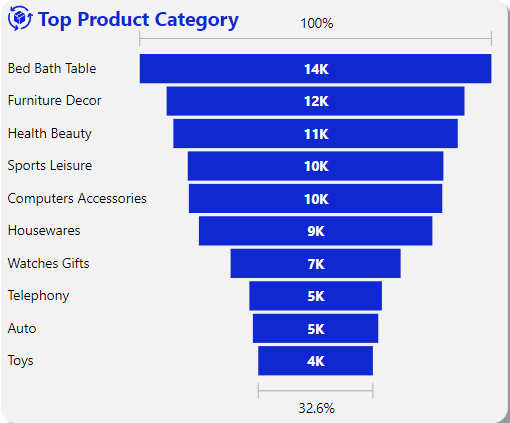 Top Product Category
100%
Bed Bath Table 14K
Furniture Decor 12K
Health Beauty 11K
Sports Leisure 10K
Computers Accessories 10K
Housewares 9K
Watches Gifts 7K
Telephony 5K
Auto 5K
Toys 4K
32.6%